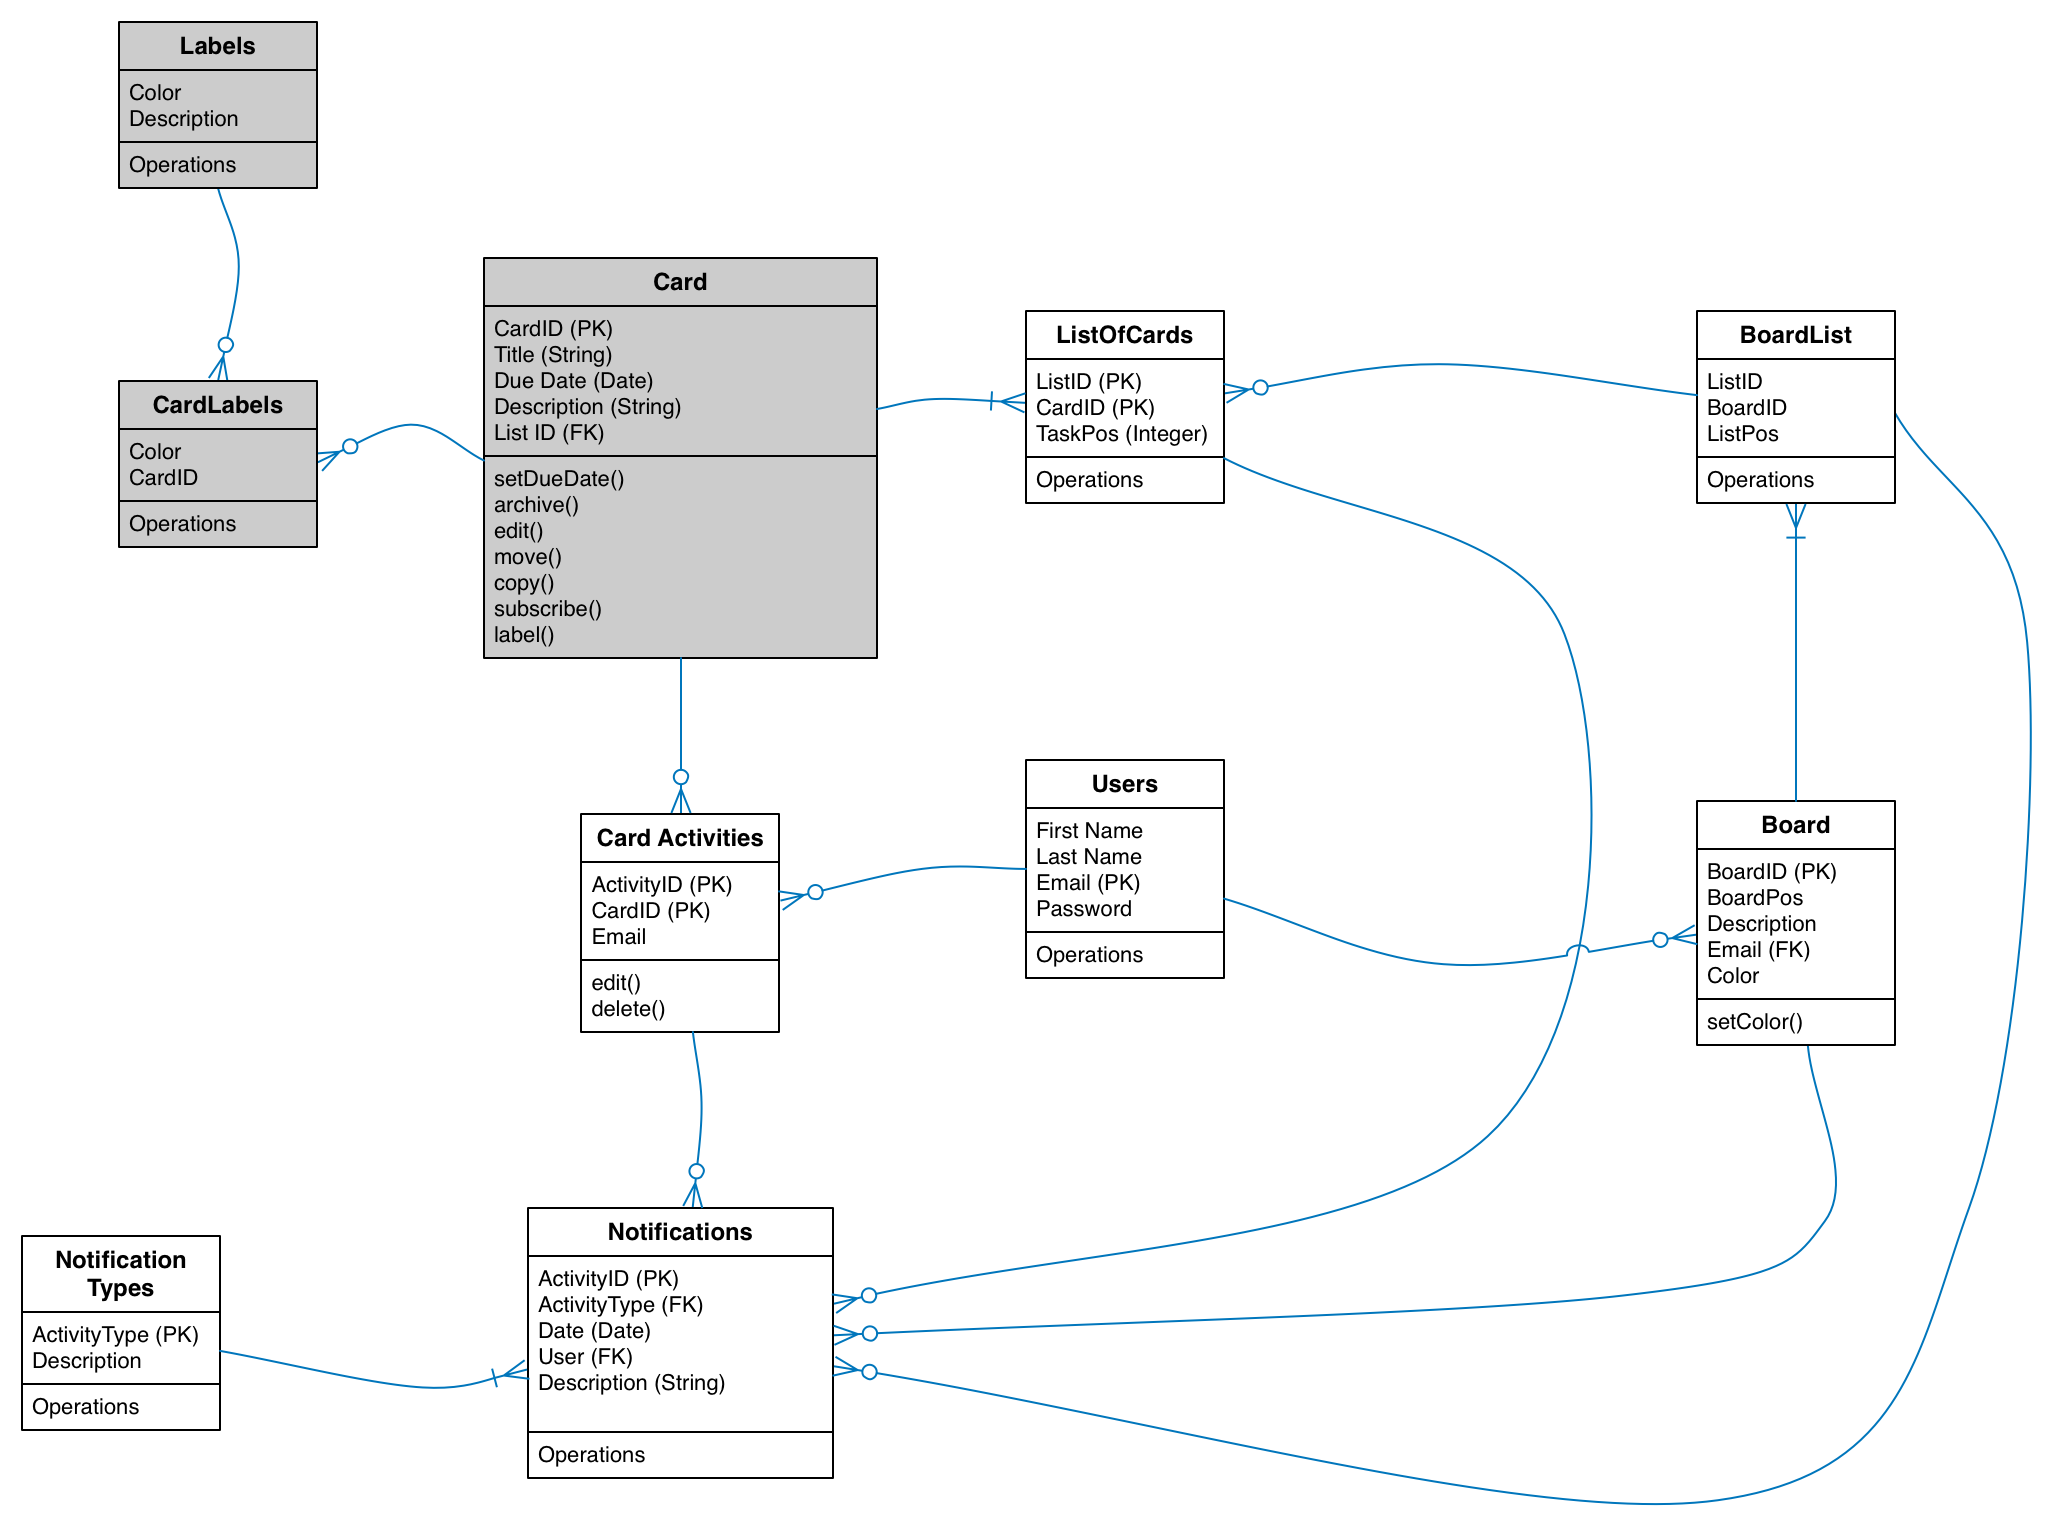 Labels
Color
Description
Operations
CardLabels
Color
CardID
Operations
Card
CardID (PK)
Title (String)
Due Date (Date)
Description (String)
List ID (FK)
setDueDate()
archive()
edit()
move()
copy()
subscribe()
label()
ListOfCards
ListID (PK)
CardID (PK)
TaskPos (Integer)
Operations
BoardList
ListID
BoardID
ListPos
Operations
Card Activities
ActivityID (PK)
CardID (PK)
Email
edit()
delete()
Users
First Name
Last Name
Email (PK)
Password
Operations
Board
BoardID (PK)
BoardPos
Description
Email (FK)
Color
setColor()
Notification
Types
ActivityType (PK)
Description
Operations
Notifications
ActivityID (PK)
ActivityType (FK)
Date (Date)
User (FK)
Description (String)
Operations